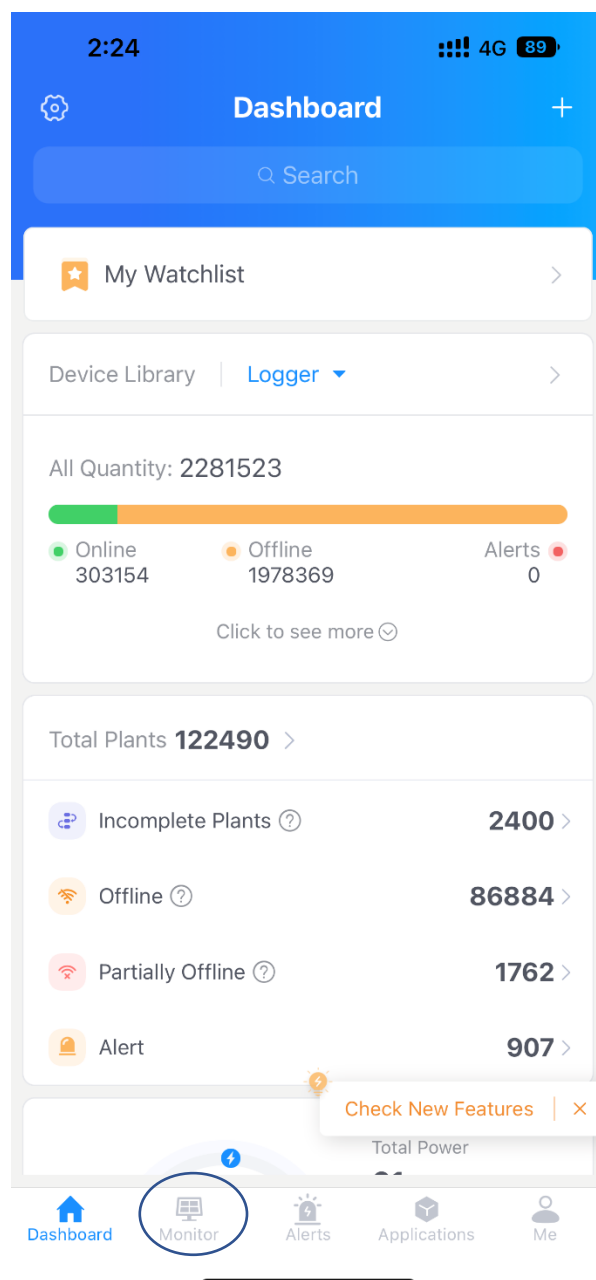 2:24
4G 89
Dashboard
Search
My Watchlist
Device Library Logger
All Quantity: 2281523
Online Offline Alerts
303154 1978369 0
Click to see more
Total Plants 122490
Incomplete Plants ? 2400
Offline ? 86884
Partially Offline ? 1762
Alert 907
Check New Features
Total Power
Dashboard Monitor Alerts Applications Me